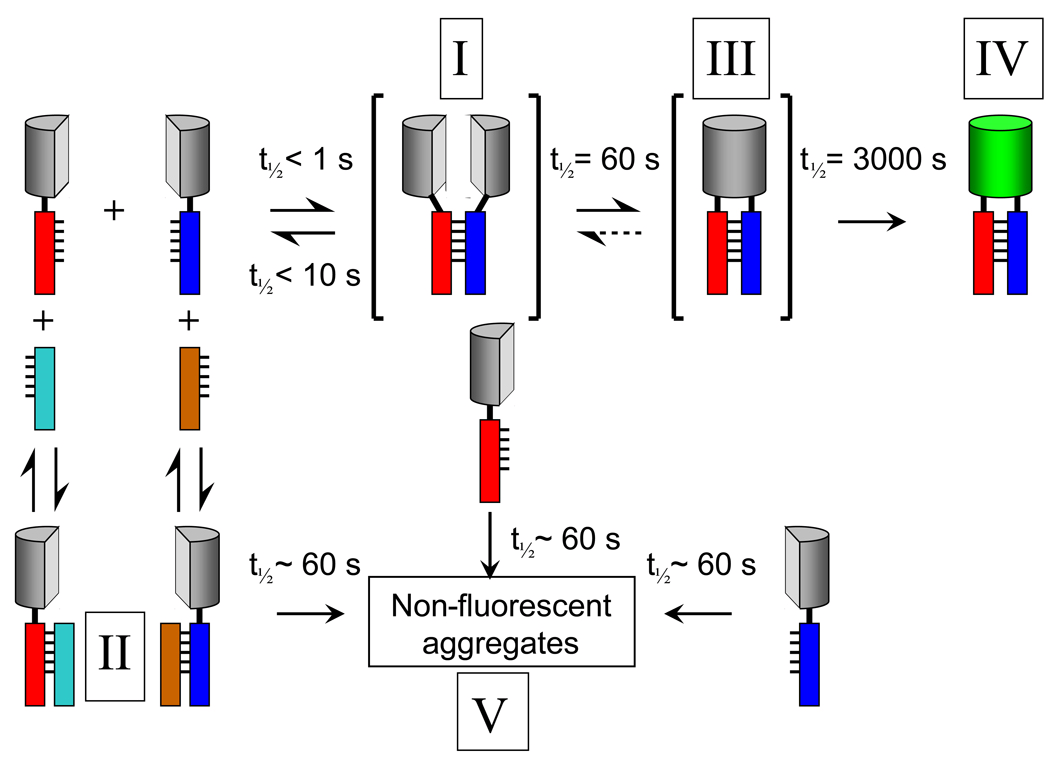 I
III
IV
t½< 1 s
t½= 60 s
t½= 3000 s
+
t½< 10 s
+
+
t½~ 60 s
t½~ 60 s
t½~ 60 s
Non-fluorescent
aggregates
II
V